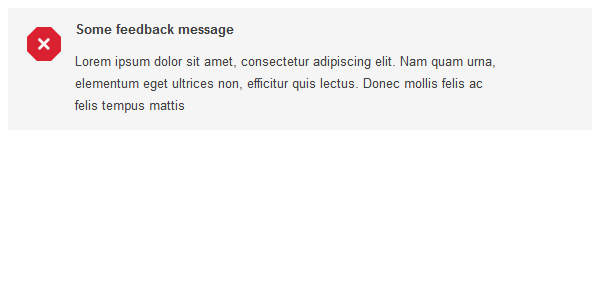 Some feedback message
Lorem ipsum dolor sit amet, consectetur adipiscing elit. Nam quam urna,
elementum eget ultrices non, efficitur quis lectus. Donec mollis felis ac
felis tempus mattis